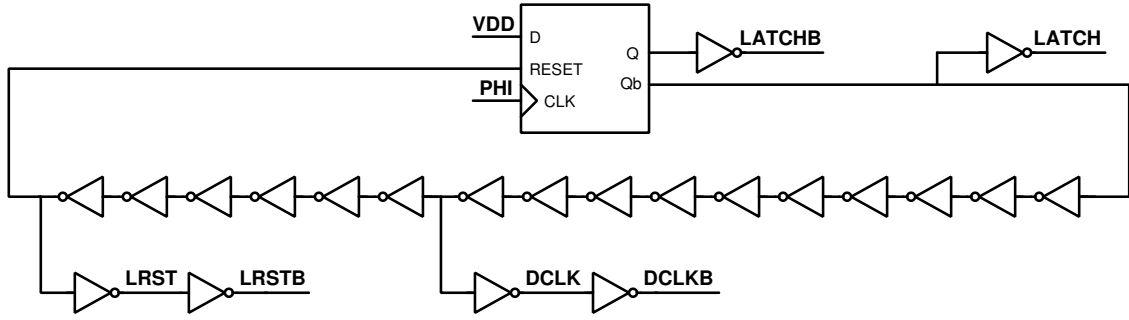 VDD
D
Q
LATCHB
LATCH
RESET
Qb
PHI
CLK
LRST
LRSTB
DCLK
DCLKB